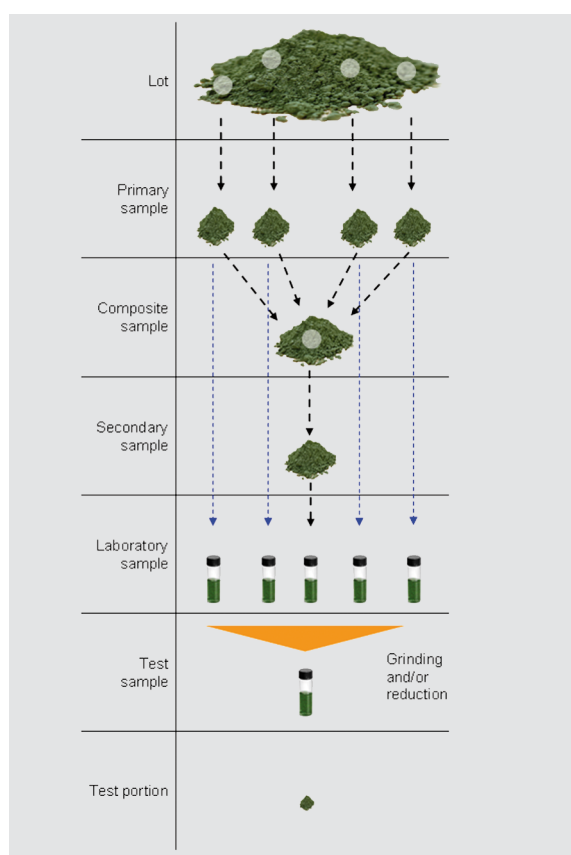 Lot
Primary
sample
Composite
sample
Secondary
sample
Laboratory
sample
Test
sample
Grinding
and/or
reduction
Test portion